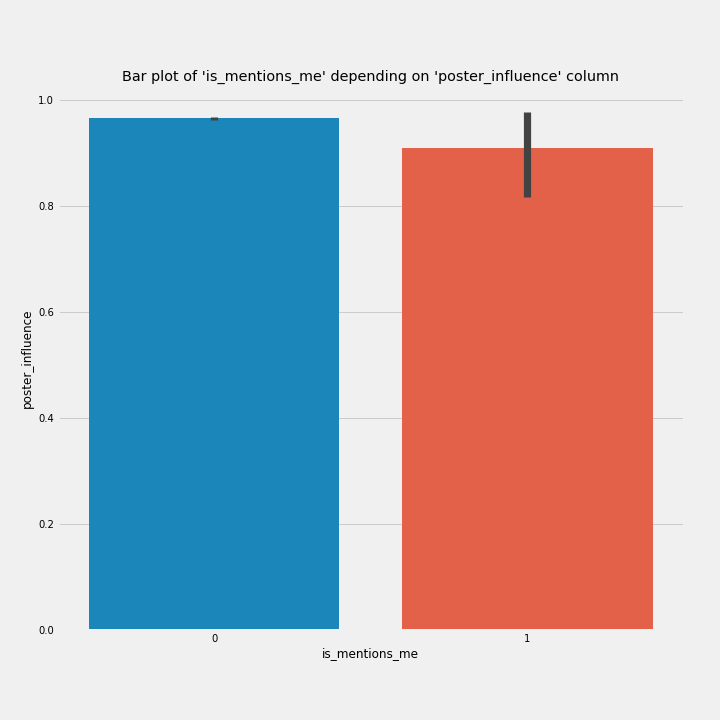 Bar plot of 'is_mentions_me' depending on 'poster_influence' column
1.0
0.8
0.6
0.4
0.2
0.0
poster_influence
0
1
is_mentions_me